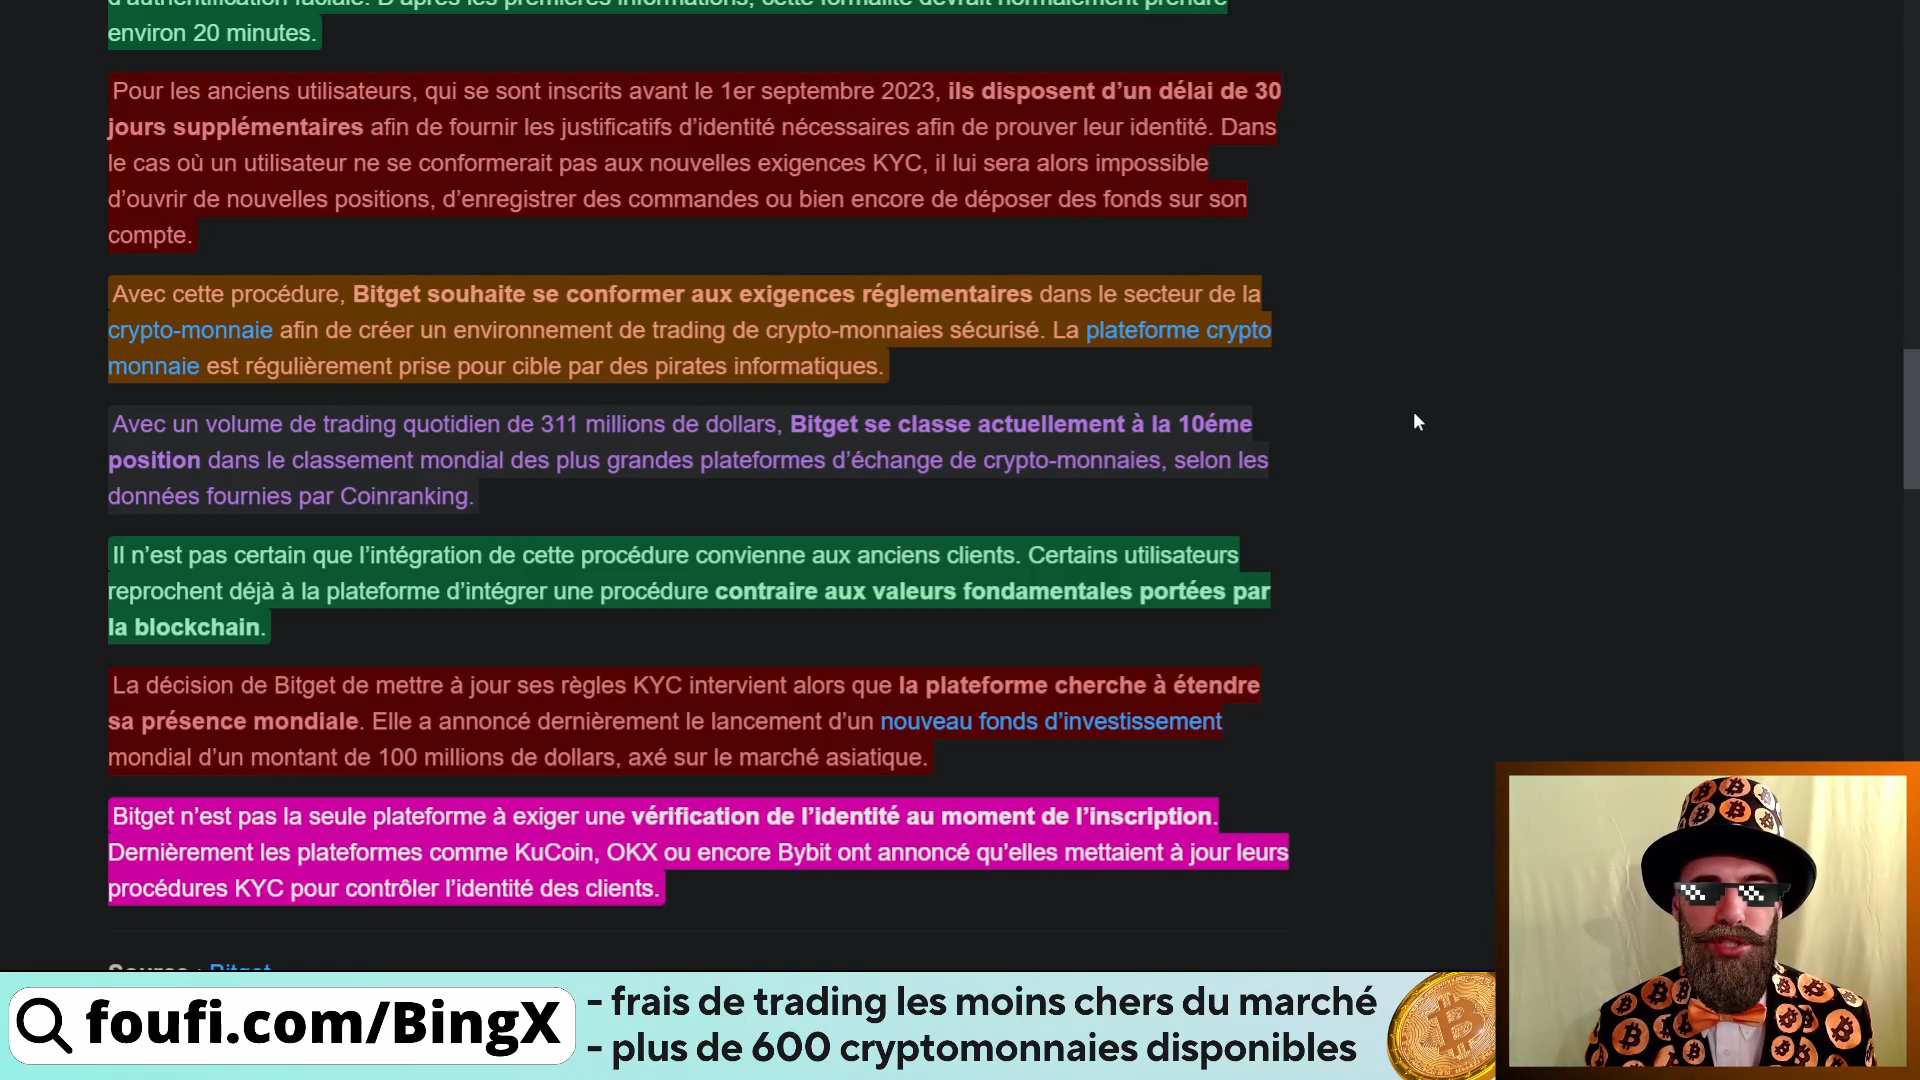 d'authentification faciale. D'après les premières informations, cette formalité devrait normalement prendre
environ 20 minutes.
Pour les anciens utilisateurs, qui se sont inscrits avant le 1er septembre 2023, ils disposent d’un délai de 30
jours supplémentaires afin de fournir les justificatifs d’identité nécessaires afin de prouver leur identité. Dans
le cas où un utilisateur ne se conformerait pas aux nouvelles exigences KYC, il lui sera alors impossible
d’ouvrir de nouvelles positions, d’enregistrer des commandes ou bien encore de déposer des fonds sur son
compte.
Avec cette procédure, Bitget souhaite se conformer aux exigences réglementaires dans le secteur de la
crypto-monnaie afin de créer un environnement de trading de crypto-monnaies sécurisé. La plateforme crypto
monnaie est régulièrement prise pour cible par des pirates informatiques.
Avec un volume de trading quotidien de 311 millions de dollars, Bitget se classe actuellement à la 10éme
position dans le classement mondial des plus grandes plateformes d’échange de crypto-monnaies, selon les
données fournies par Coinranking.
Il n’est pas certain que l’intégration de cette procédure convienne aux anciens clients. Certains utilisateurs
reprochent déjà à la plateforme d’intégrer une procédure contraire aux valeurs fondamentales portées par
la blockchain.
La décision de Bitget de mettre à jour ses règles KYC intervient alors que la plateforme cherche à étendre
sa présence mondiale. Elle a annoncé dernièrement le lancement d’un nouveau fonds d’investissement
mondial d’un montant de 100 millions de dollars, axé sur le marché asiatique.
Bitget n’est pas la seule plateforme à exiger une vérification de l’identité au moment de l’inscription.
Dernièrement les plateformes comme KuCoin, OKX ou encore Bybit ont annoncé qu’elles mettaient à jour leurs
procédures KYC pour contrôler l’identité des clients.
Source : Bitget
foufi.com/BingX
- frais de trading les moins chers du marché
- plus de 600 cryptomonnaies disponibles